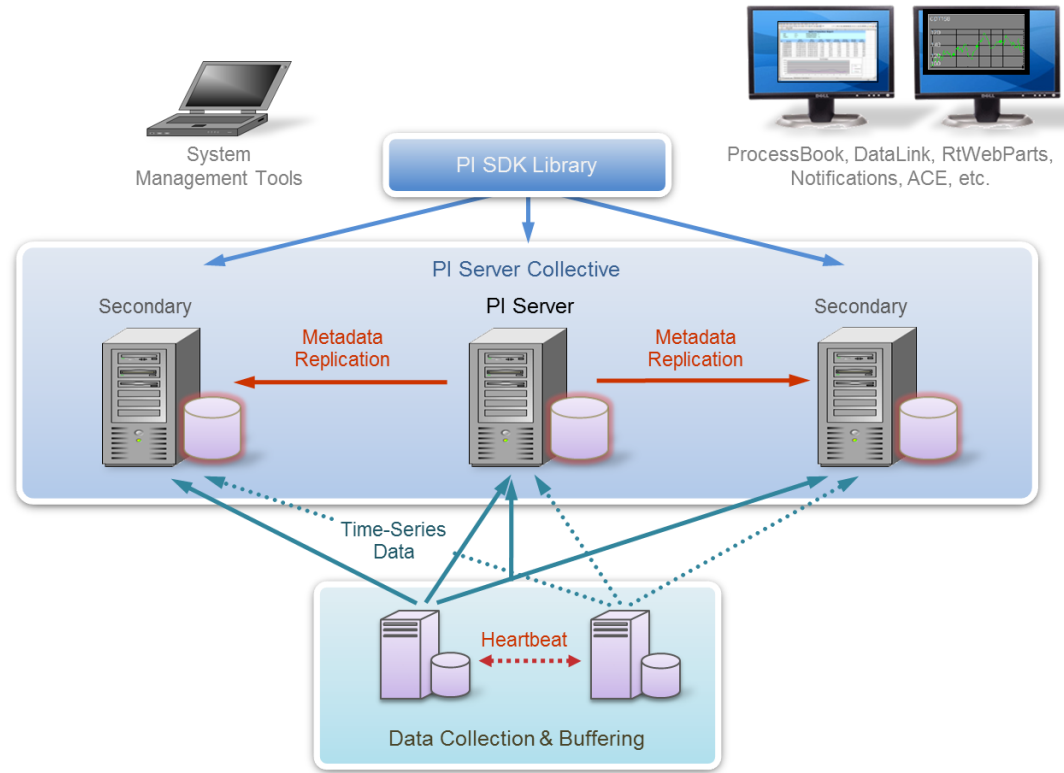 System
Management Tools
PI SDK Library
ProcessBook, DataLink, RtWebParts,
Notifications, ACE, etc.
PI Server Collective
Secondary
PI Server
Secondary
Metadata
Replication
Metadata
Replication
Time-Series
Data
Heartbeat
Data Collection & Buffering